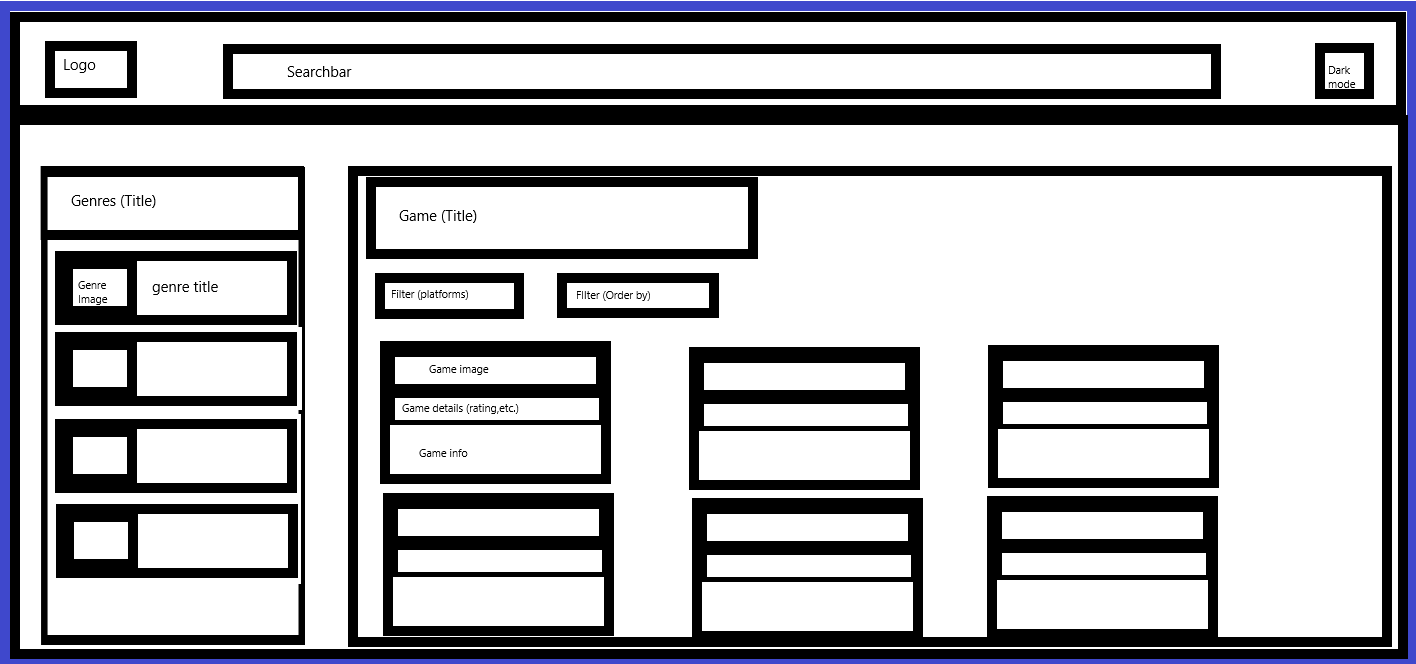 Logo
Searchbar
Dark
mode
Genres (Title)
Genre
Image
genre title
Game (Title)
Filter (platforms)
Filter (Order by)
Game image
Game details (rating,etc.)
Game info